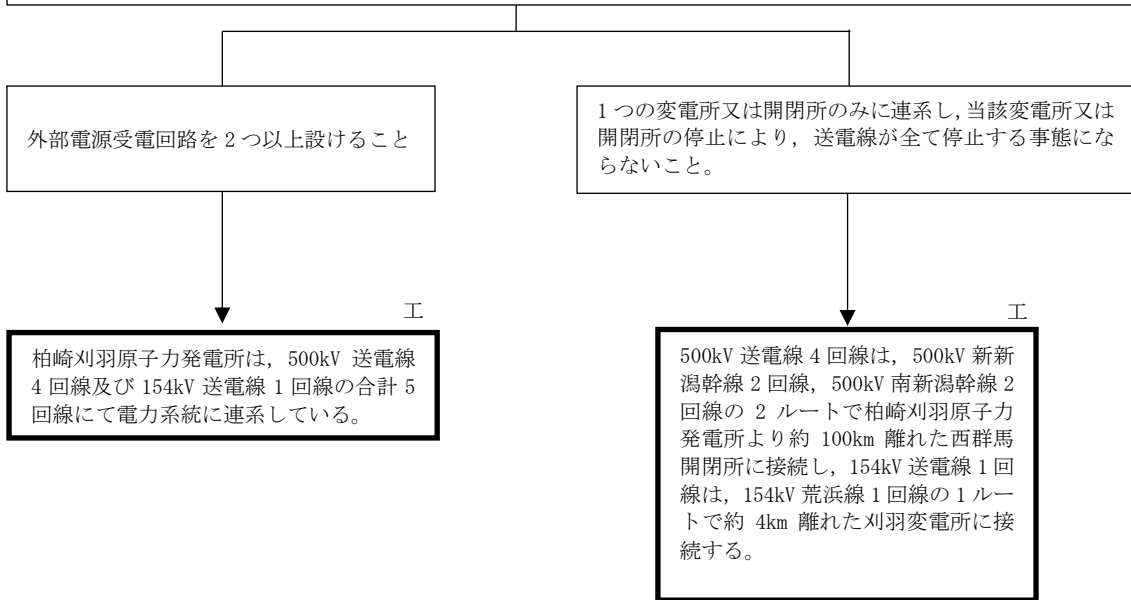 外部電源受電回路を2つ以上設けること
1つの変電所又は開閉所のみに連系し,当該変電所又は
開閉所の停止により，送電線が全て停止する事態にな
らないこと。
工
柏崎刈羽原子力発電所は，500kV 送電線
4 回線及び 154kV 送電線 1 回線の合計 5
回線にて電力系統に連系している。
工
500kV 送電線 4 回線は，500kV 新新
潟幹線 2 回線，500kV 南新潟幹線 2
回線の 2 ルートで柏崎刈羽原子力
発電所より約 100km 離れた西群馬
開閉所に接続し，154kV 送電線 1 回
線は，154kV 荒浜線 1 回線の 1 ルー
トで約 4km 離れた刈羽変電所に接
続する。